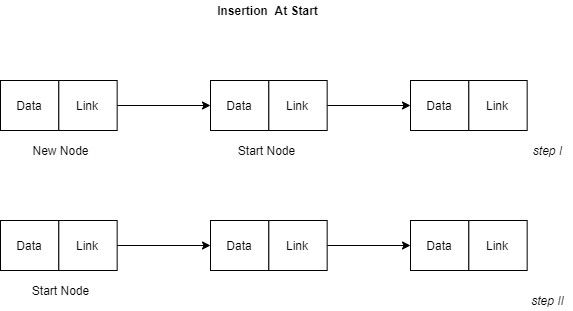 Insertion At Start
Data Link Data Link Data Link
New Node Start Node
step I
Data Link Data Link Data Link
Start Node
step II